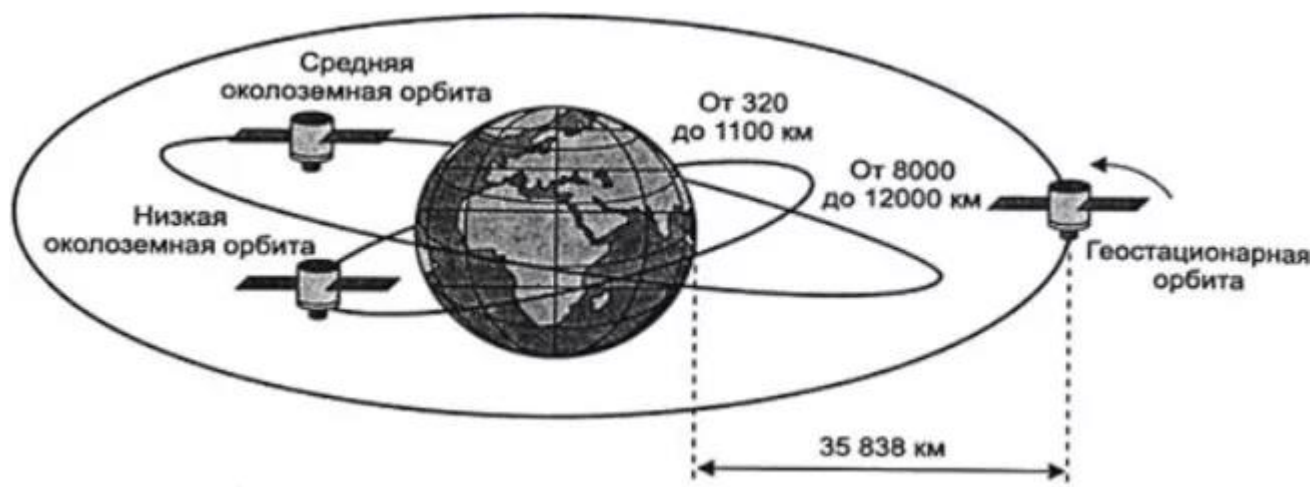 Средняя
околоземная орбита
От 320
до 1100 км
От 8000
до 12000 км
Низкая
околоземная орбита
Геостационарная
орбита
35 838 км